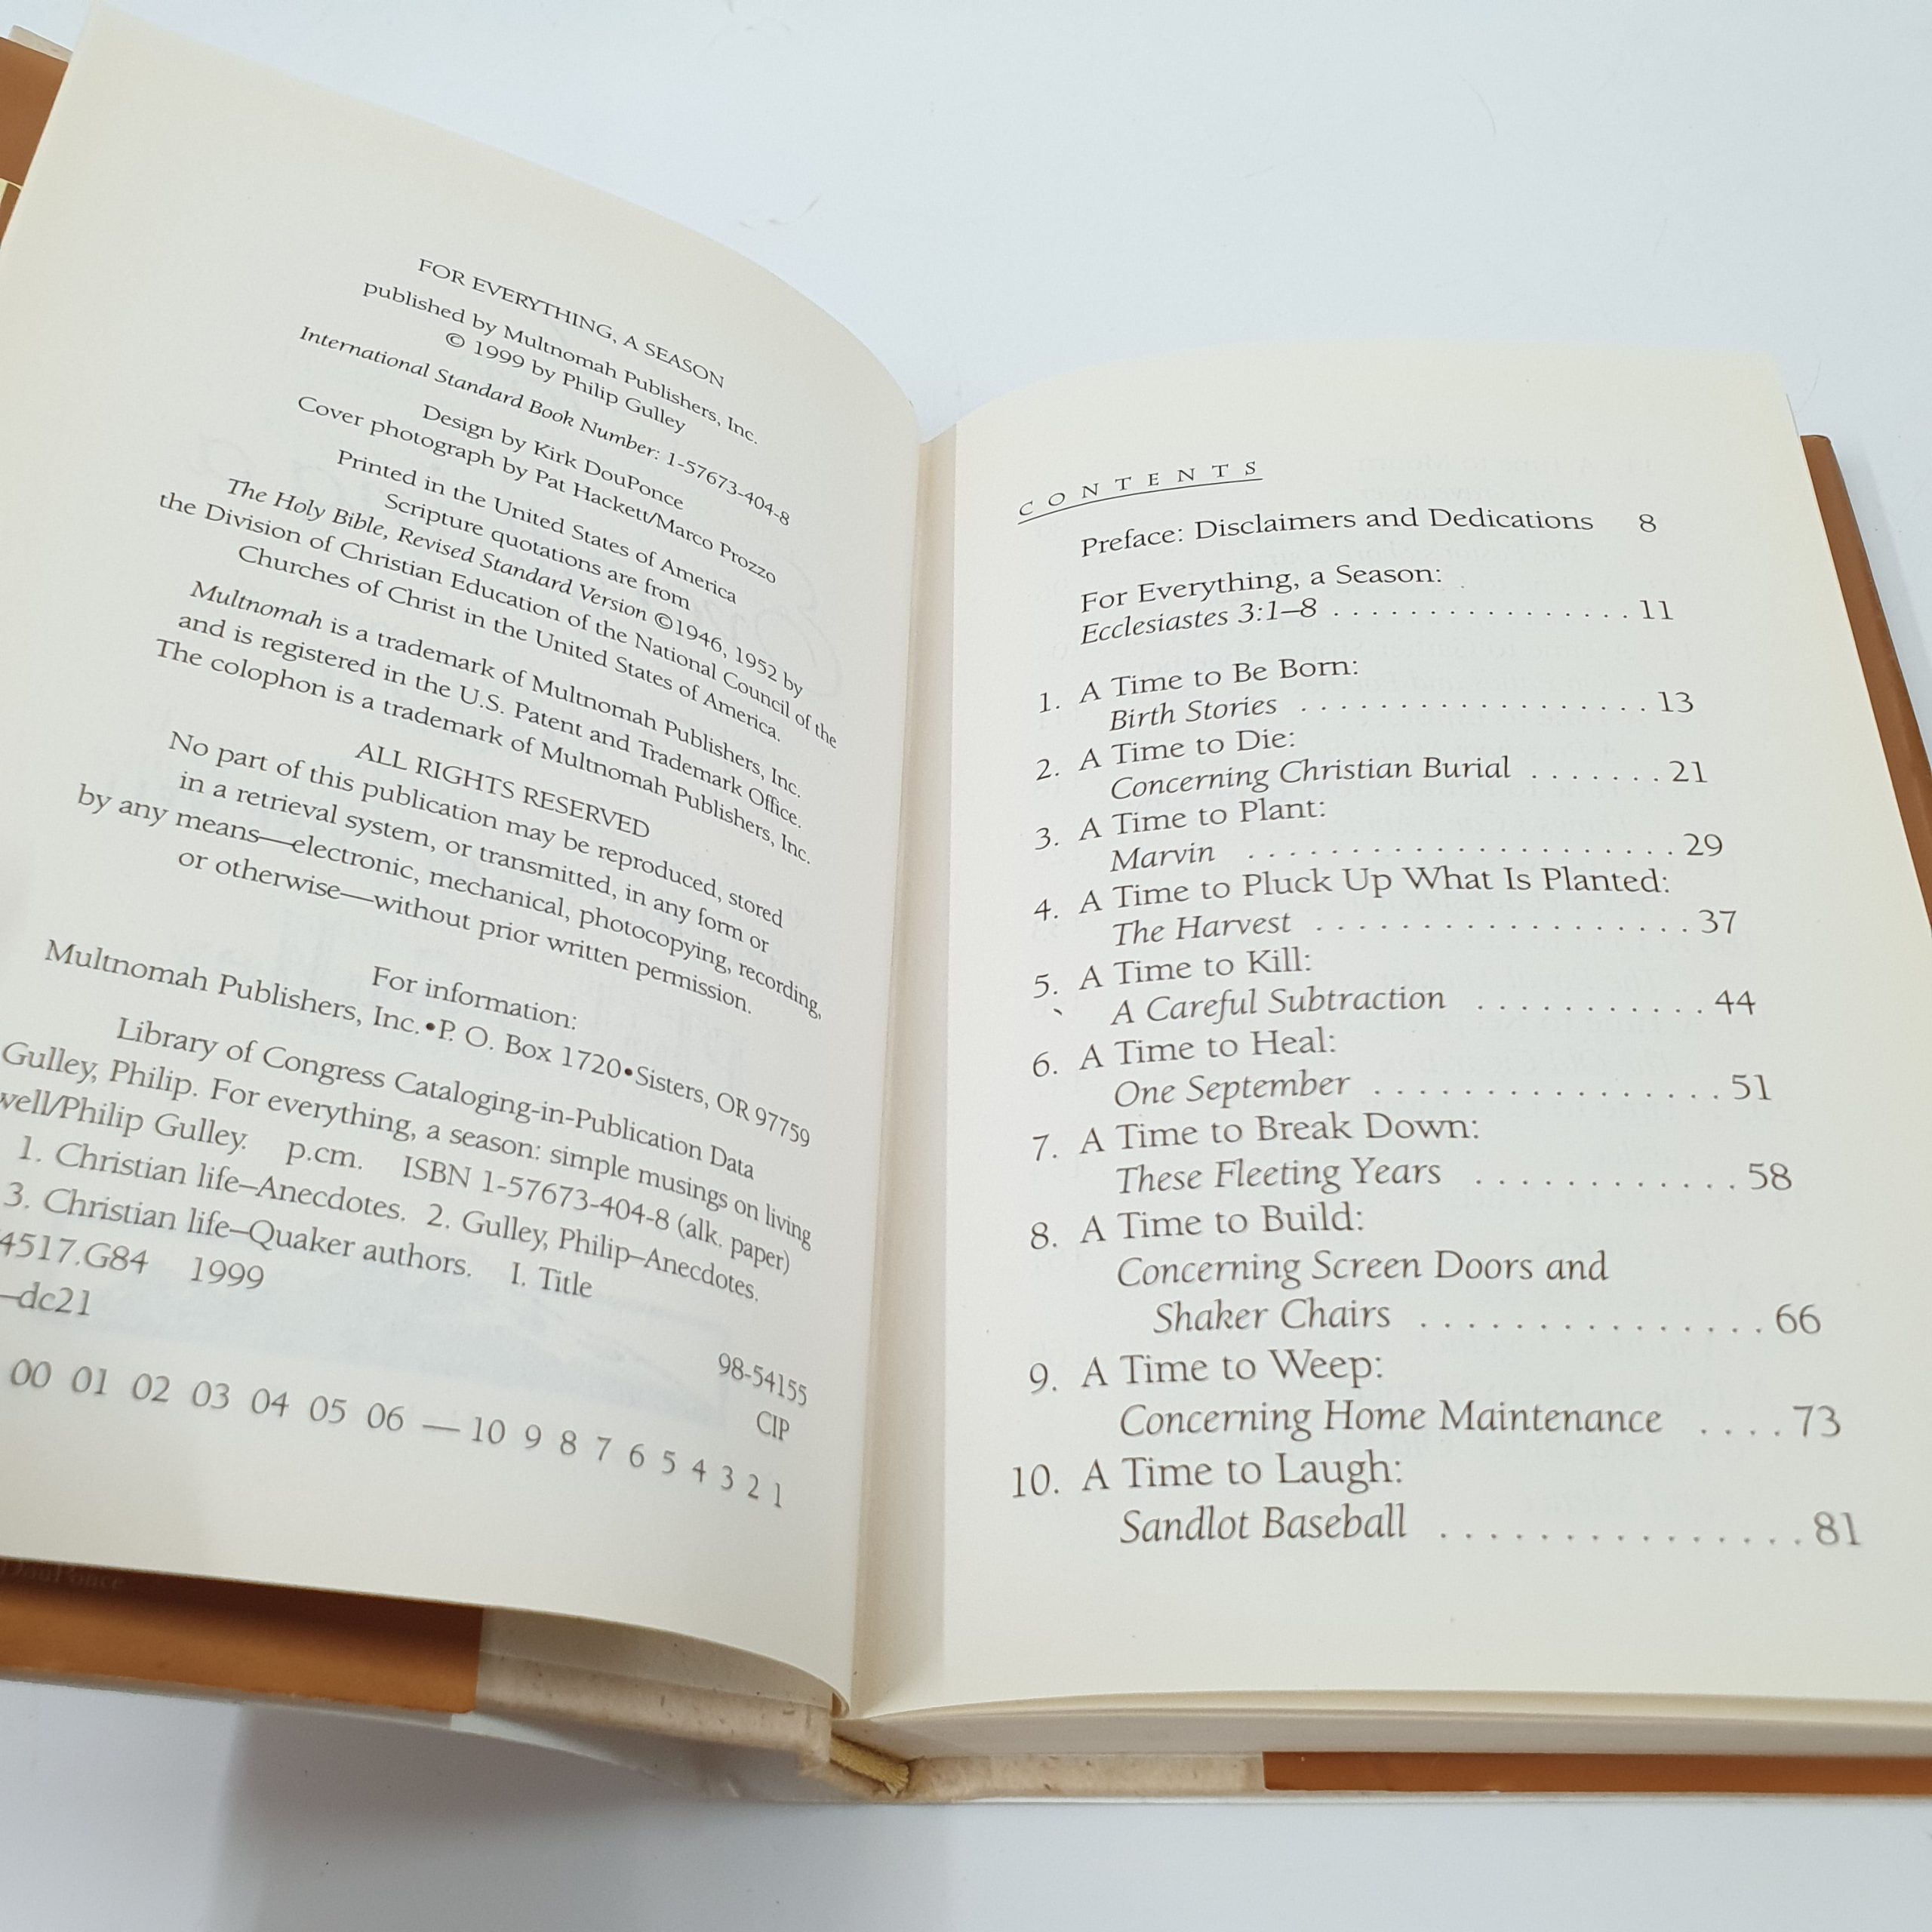 FOR EVERYTHING, A SEASON
published by Multnomah Publishers, Inc.
© 1999 by Philip Gulley
International Standard Book Number: 1-57673-404-8
Design by Kirk DouPonce
Cover photograph by Pat Hackett/Marco Prozzo
Printed in the United States of America
Scripture quotations are from
The Holy Bible, Revised Standard Version ©1946, 1952 by
the Division of Christian Education of the National Council of the
Churches of Christ in the United States of America.
Multnomah is a trademark of Multnomah Publishers, Inc.
and is registered in the U.S. Patent and Trademark Office.
The colophon is a trademark of Multnomah Publishers, Inc.
ALL RIGHTS RESERVED
No part of this publication may be reproduced, stored
in a retrieval system, or transmitted, in any form or
by any means—electronic, mechanical, photocopying, recording,
or otherwise—without prior written permission.
For information:
Multnomah Publishers, Inc.•P. O. Box 1720•Sisters, OR 97759
Library of Congress Cataloging-in-Publication Data
Gulley, Philip. For everything, a season: simple musings on living
well/Philip Gulley. p.cm. ISBN 1-57673-404-8 (alk. paper)
1. Christian life–Anecdotes. 2. Gulley, Philip–Anecdotes.
3. Christian life–Quaker authors. I. Title
4517.G84 1999
–dc21
98-54155
CIP
00 01 02 03 04 05 06 — 10 9 8 7 6 5 4 3 2 1
DouPonce
CONTENTS
Preface: Disclaimers and Dedications 8
For Everything, a Season:
Ecclesiastes 3:1–8 . . . . . . . . . . . . . . . . 11
1. A Time to Be Born:
Birth Stories . . . . . . . . . . . . . . . . . . 13
2. A Time to Die:
Concerning Christian Burial . . . . . . . 21
3. A Time to Plant:
Marvin . . . . . . . . . . . . . . . . . . . . . . 29
4. A Time to Pluck Up What Is Planted:
The Harvest . . . . . . . . . . . . . . . . . . . 37
5. A Time to Kill:
A Careful Subtraction . . . . . . . . . . . 44
6. A Time to Heal:
One September . . . . . . . . . . . . . . . . 51
7. A Time to Break Down:
These Fleeting Years . . . . . . . . . . . . 58
8. A Time to Build:
Concerning Screen Doors and
Shaker Chairs . . . . . . . . . . . . . . . 66
9. A Time to Weep:
Concerning Home Maintenance . . . . 73
10. A Time to Laugh:
Sandlot Baseball . . . . . . . . . . . . . . . 81